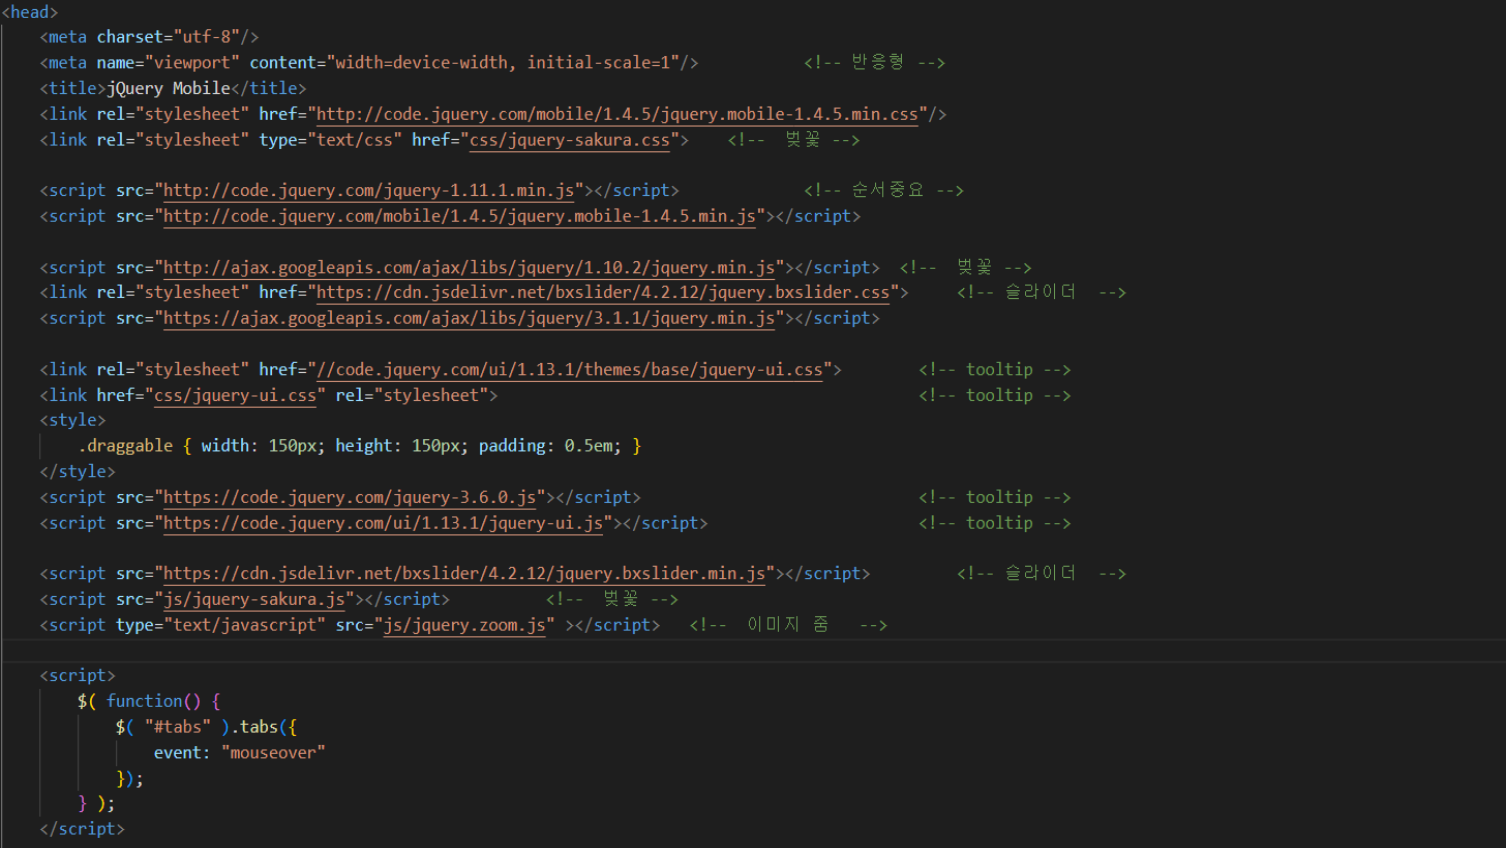 <head>
<meta charset="utf-8"/>
<meta name="viewport" content="width=device-width, initial-scale=1"/> <!-- 반응형 -->
<title>jQuery Mobile</title>
<link rel="stylesheet" href="http://code.jquery.com/mobile/1.4.5/jquery.mobile-1.4.5.min.css"/>
<link rel="stylesheet" type="text/css" href="css/jquery-sakura.css"> <!-- 벚꽃 -->
<script src="http://code.jquery.com/jquery-1.11.1.min.js"></script> <!-- 순서중요 -->
<script src="http://code.jquery.com/mobile/1.4.5/jquery.mobile-1.4.5.min.js"></script>
<script src="http://ajax.googleapis.com/ajax/libs/jquery/1.10.2/jquery.min.js"></script> <!-- 벚꽃 -->
<link rel="stylesheet" href="https://cdn.jsdelivr.net/bxslider/4.2.12/jquery.bxslider.css"> <!-- 슬라이더 -->
<script src="https://ajax.googleapis.com/ajax/libs/jquery/3.1.1/jquery.min.js"></script>
<link rel="stylesheet" href="//code.jquery.com/ui/1.13.1/themes/base/jquery-ui.css"> <!-- tooltip -->
<link href="css/jquery-ui.css" rel="stylesheet"> <!-- tooltip -->
<style>
.draggable { width: 150px; height: 150px; padding: 0.5em; }
</style>
<script src="https://code.jquery.com/jquery-3.6.0.js"></script> <!-- tooltip -->
<script src="https://code.jquery.com/ui/1.13.1/jquery-ui.js"></script> <!-- tooltip -->
<script src="https://cdn.jsdelivr.net/bxslider/4.2.12/jquery.bxslider.min.js"></script> <!-- 슬라이더 -->
<script src="js/jquery-sakura.js"></script> <!-- 벚꽃 -->
<script type="text/javascript" src="js/jquery.zoom.js" ></script> <!-- 이미지 줌 -->
<script>
$( function() {
$( "#tabs" ).tabs({
event: "mouseover"
});
} );
</script>